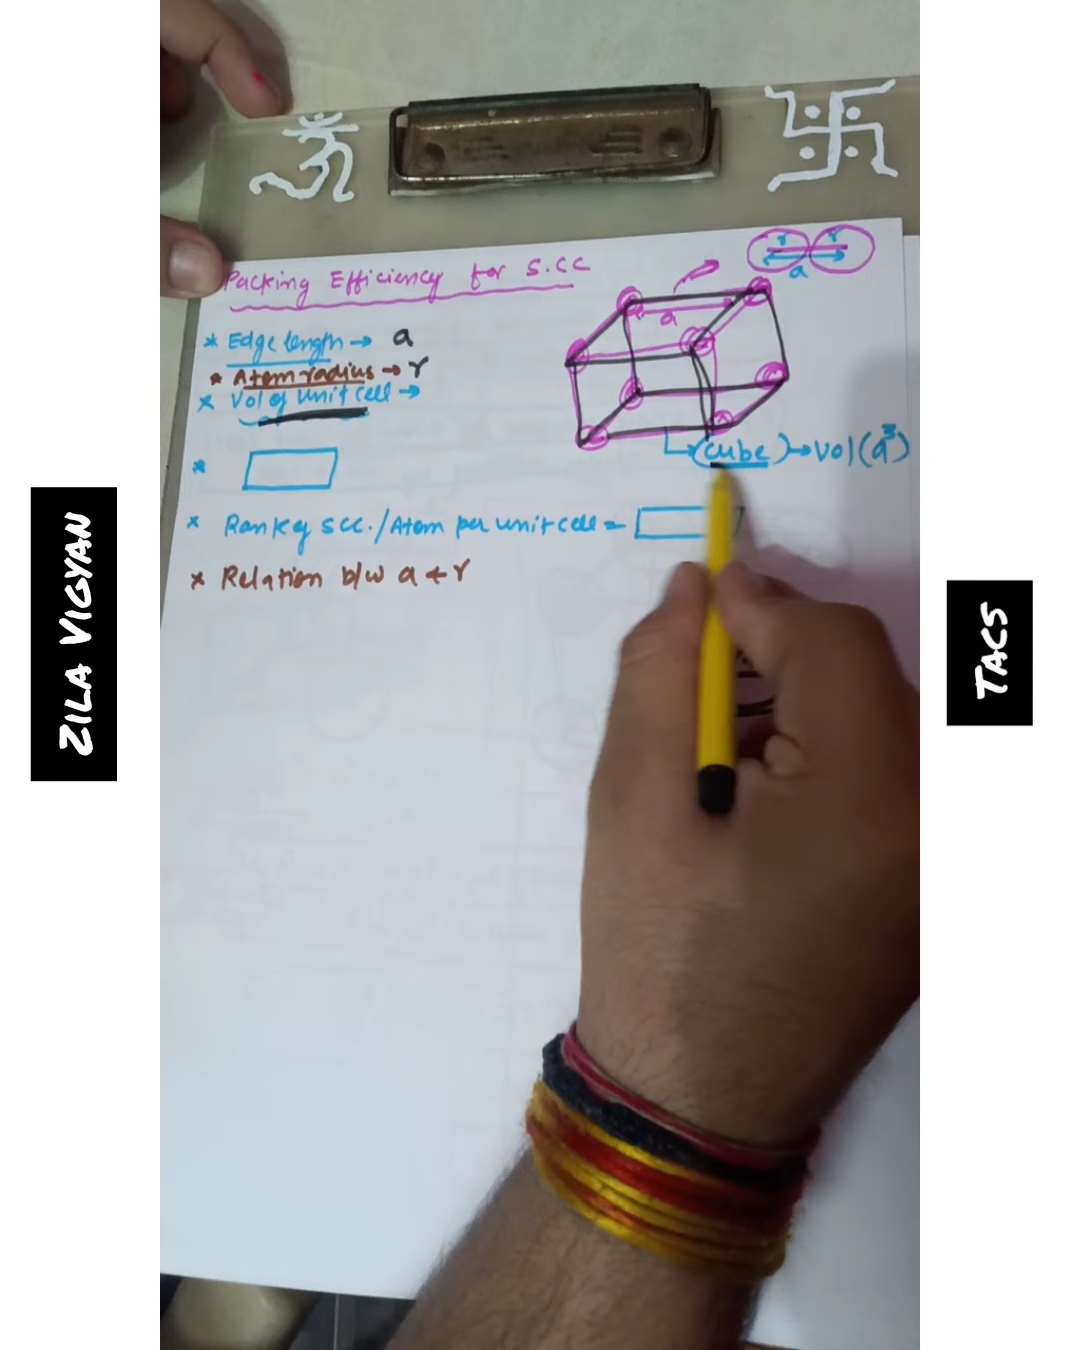 ॐ
r r
a
Packing Efficiency for S.CC
a
* Edge length → a
* Atom radius → r
* Vol of unit cell →
(cube) → Vol (a³)
*
* Rank of SCC./Atom per unit cell =
* Relation b/w a & r
ZILA VIGYAN
TACS